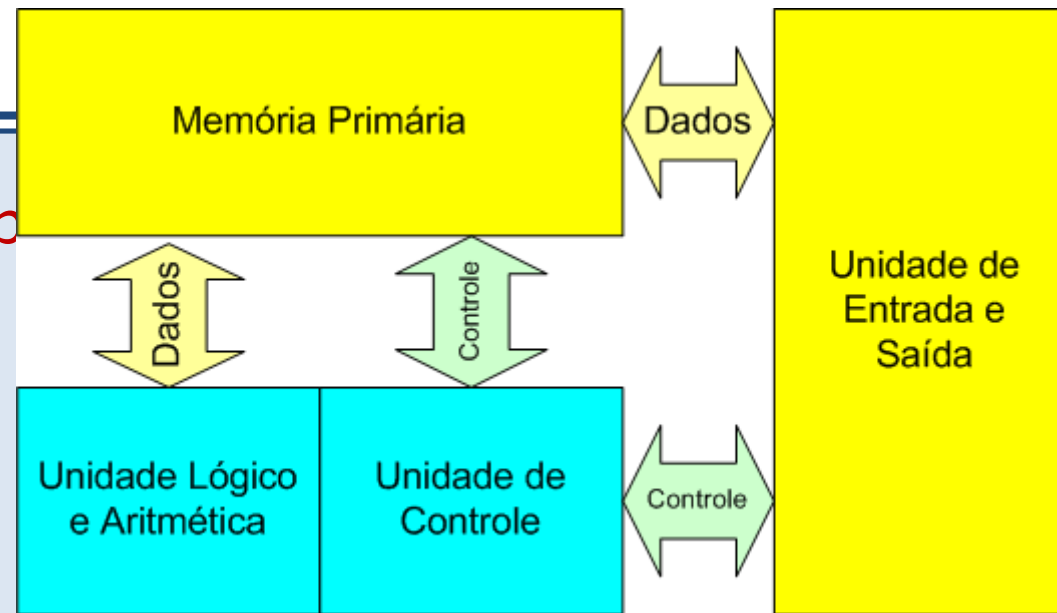 Memória Primária
Dados
Dados
Controle
Unidade de
Entrada e
Saída
Unidade Lógico
e Aritmética
Unidade de
Controle
Controle